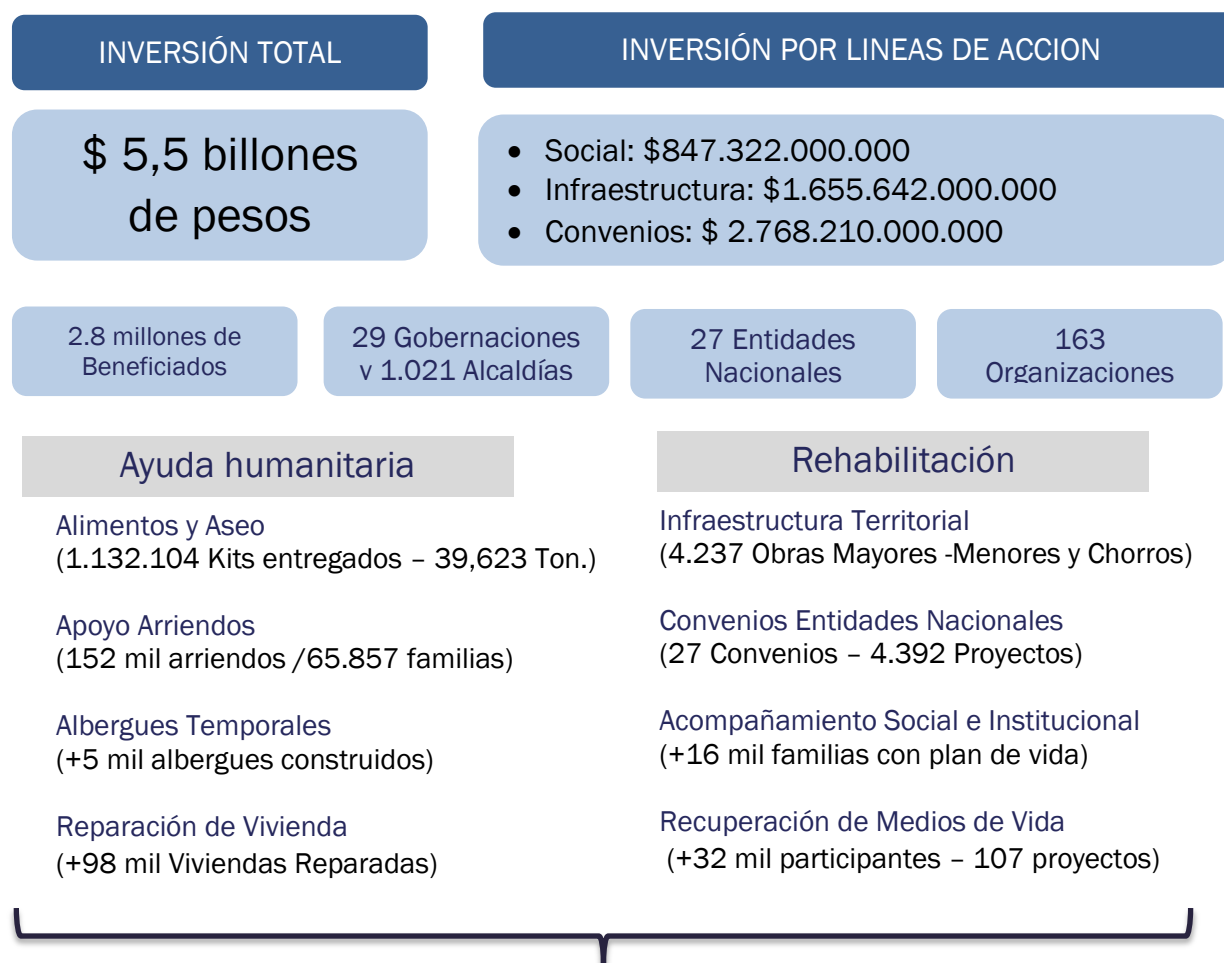 INVERSIÓN TOTAL
INVERSIÓN POR LINEAS DE ACCION
$ 5,5 billones
de pesos
• Social: $847.322.000.000
• Infraestructura: $1.655.642.000.000
• Convenios: $ 2.768.210.000.000
2.8 millones de
Beneficiados
29 Gobernaciones
y 1.021 Alcaldías
27 Entidades
Nacionales
163
Organizaciones
Ayuda humanitaria
Alimentos y Aseo
(1.132.104 Kits entregados – 39,623 Ton.)
Apoyo Arriendos
(152 mil arriendos /65.857 familias)
Albergues Temporales
(+5 mil albergues construidos)
Reparación de Vivienda
(+98 mil Viviendas Reparadas)
Rehabilitación
Infraestructura Territorial
(4.237 Obras Mayores -Menores y Chorros)
Convenios Entidades Nacionales
(27 Convenios – 4.392 Proyectos)
Acompañamiento Social e Institucional
(+16 mil familias con plan de vida)
Recuperación de Medios de Vida
(+32 mil participantes – 107 proyectos)